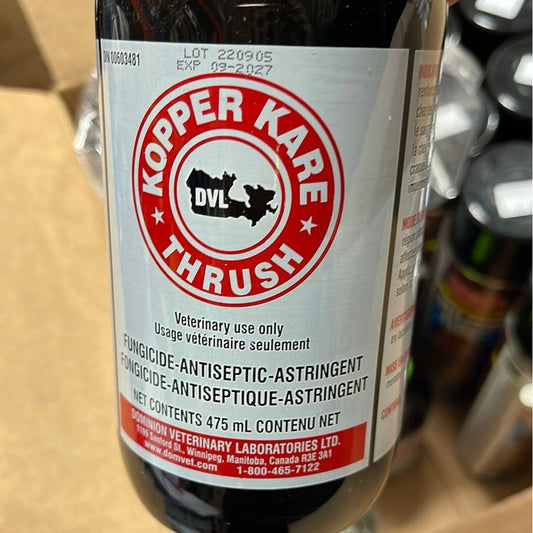 DIN 00603481
LOT 220905
EXP 09-2027
KOPPER KARE
DVL
THRUSH
Veterinary use only
Usage vétérinaire seulement
FUNGICIDE-ANTISEPTIC-ASTRINGENT
FONGICIDE-ANTISEPTIQUE-ASTRINGENT
NET CONTENTS 475 mL CONTENU NET
DOMINION VETERINARY LABORATORIES LTD.
1199 Sanford St., Winnipeg, Manitoba, Canada R3E 3A1
www.domvet.com 1-800-465-7122